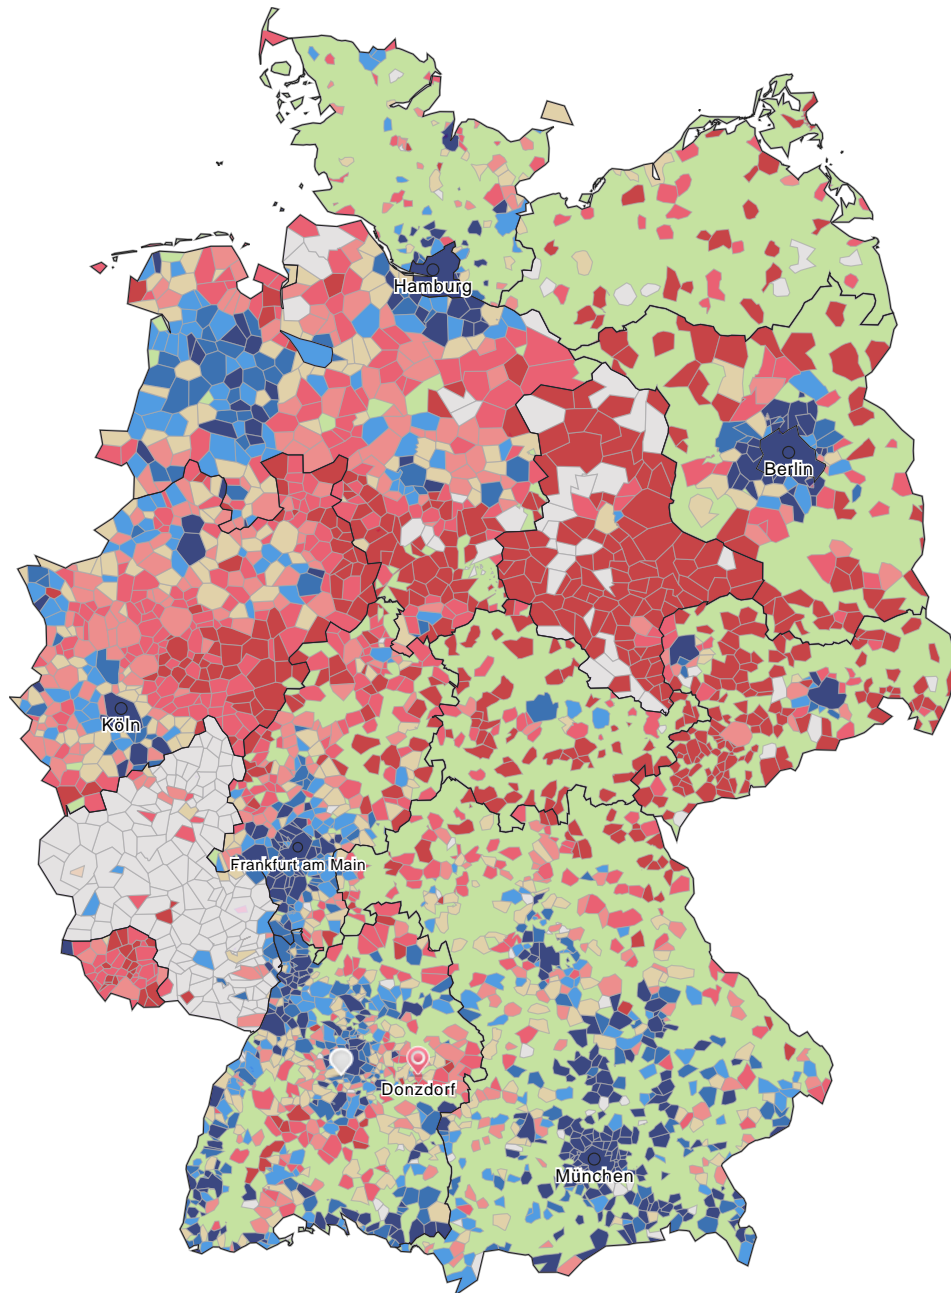 Hamburg
Berlin
Köln
Frankfurt am Main
Donzdorf
München